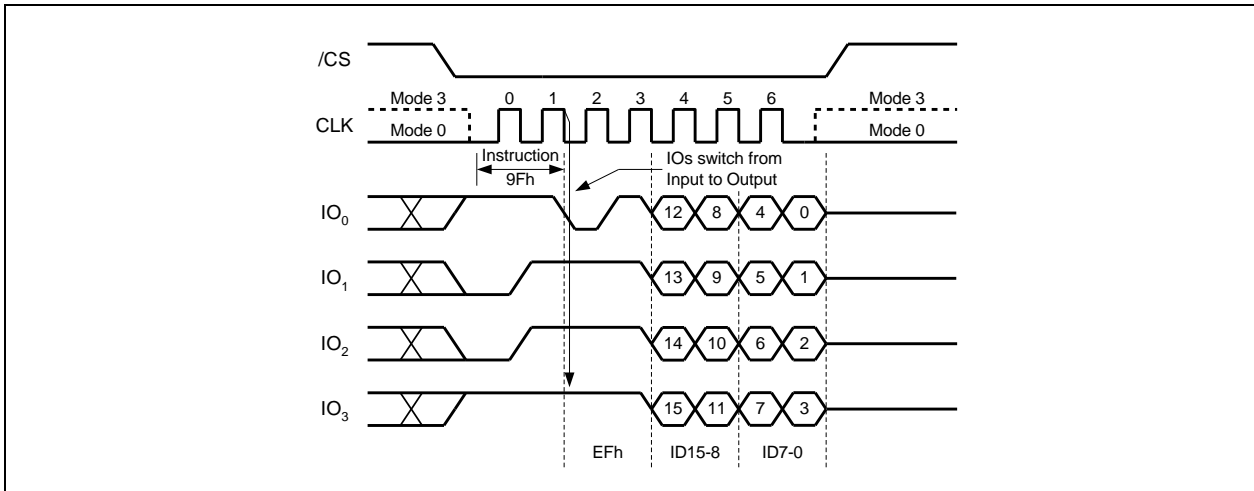 /CS
Mode 3 0 1 2 3 4 5 6 Mode 3
CLK
Mode 0 Mode 0
Instruction
9Fh
IOs switch from
Input to Output
IO0 12 8 4 0
IO1 13 9 5 1
IO2 14 10 6 2
IO3 15 11 7 3
EFh ID15-8 ID7-0